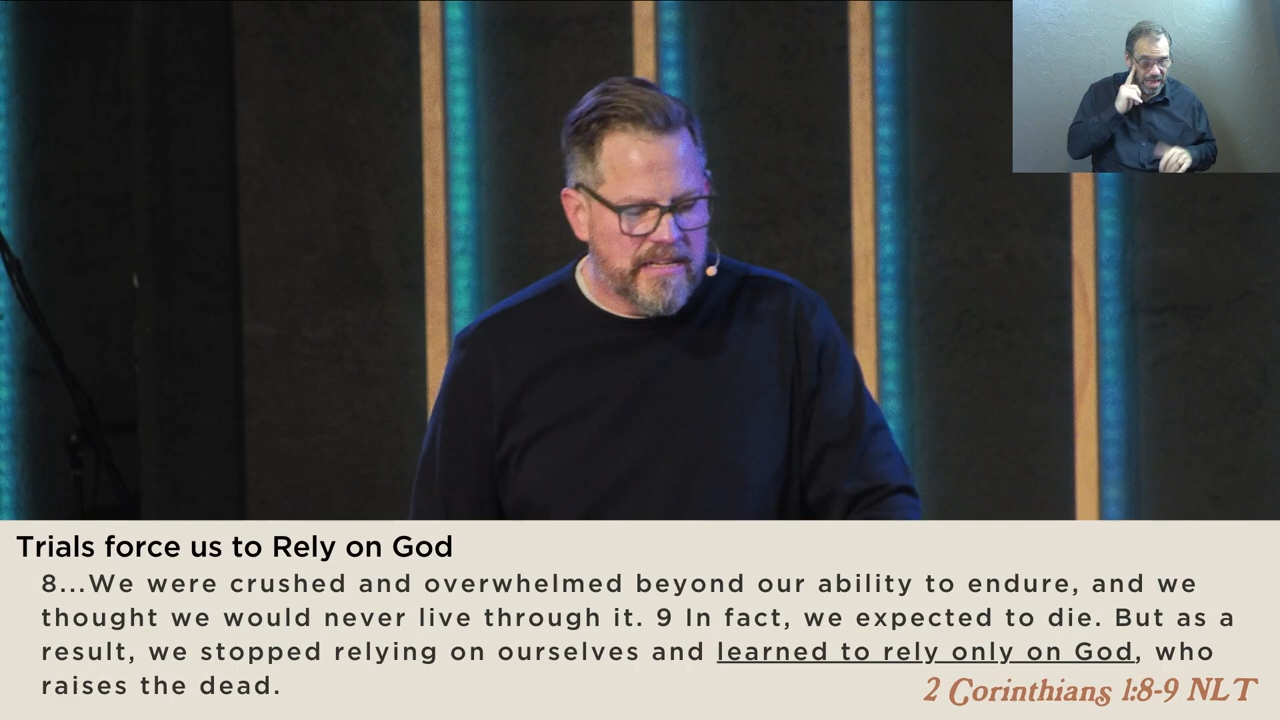 Trials force us to Rely on God
8...We were crushed and overwhelmed beyond our ability to endure, and we
thought we would never live through it. 9 In fact, we expected to die. But as a
result, we stopped relying on ourselves and learned to rely only on God, who
raises the dead.
2 Corinthians 1:8-9 NLT